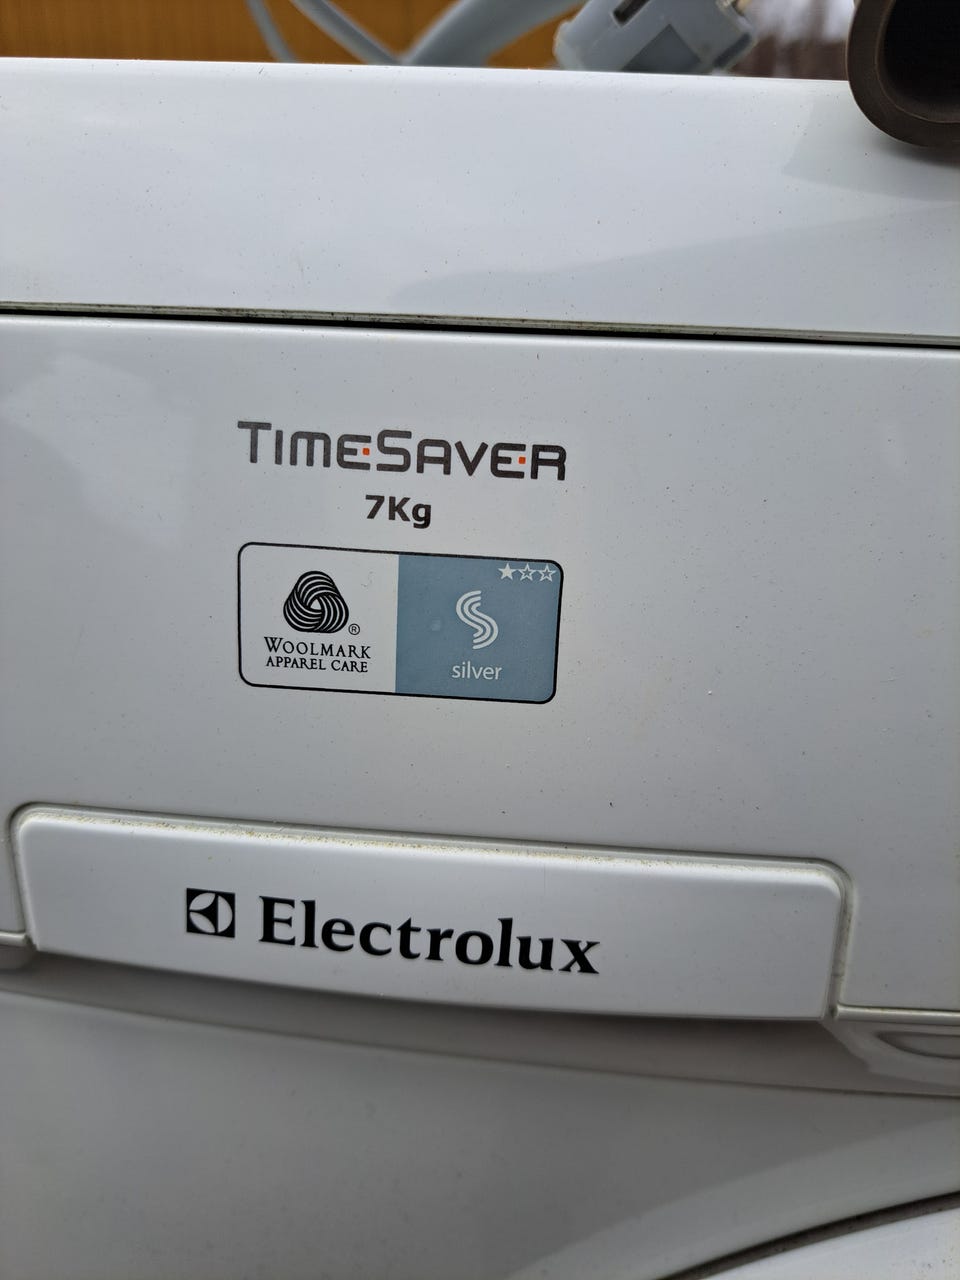 TIMESAVER
7Kg
WOOLMARK ®
APPAREL CARE
silver
Electrolux